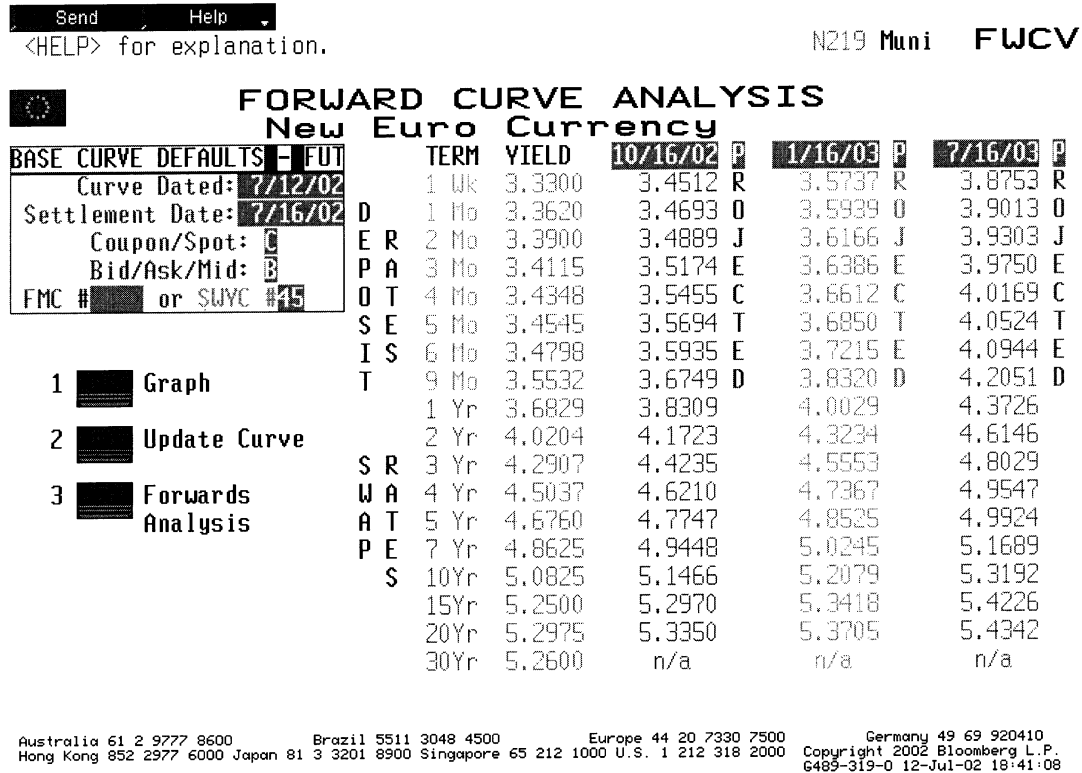 Send Help
<HELP> for explanation.
N219 Muni FWCV
FORWARD CURVE ANALYSIS
New Euro Currency
BASE CURVE DEFAULTS - FUT
Curve Dated: 7/12/02
Settlement Date: 7/16/02
Coupon/Spot: C
Bid/Ask/Mid: B
FMC # or SWYC #45
1 Graph
2 Update Curve
3 Forwards
Analysis
DEPOSIT
RATES
SWAP
RATES
TERM YIELD 10/16/02 1/16/03 7/16/03
1 Wk 3.3300 3.4512 3.5737 3.8753
1 Mo 3.3620 3.4693 3.5939 3.9013
2 Mo 3.3900 3.4889 3.6166 3.9303
3 Mo 3.4115 3.5174 3.6386 3.9750
4 Mo 3.4348 3.5455 3.6612 4.0169
5 Mo 3.4545 3.5694 3.6850 4.0524
6 Mo 3.4798 3.5935 3.7215 4.0944
9 Mo 3.5532 3.6749 3.8320 4.2051
1 Yr 3.6829 3.8309 4.0029 4.3726
2 Yr 4.0204 4.1723 4.3234 4.6146
3 Yr 4.2907 4.4235 4.5553 4.8029
4 Yr 4.5037 4.6210 4.7367 4.9547
5 Yr 4.6760 4.7747 4.8525 4.9924
7 Yr 4.8625 4.9448 5.0245 5.1689
10Yr 5.0825 5.1466 5.2079 5.3192
15Yr 5.2500 5.2970 5.3418 5.4226
20Yr 5.2975 5.3350 5.3705 5.4342
30Yr 5.2600 n/a n/a n/a
PROJECTED
PROJECTED
PROJECTED
Australia 61 2 9777 8600 Brazil 5511 3048 4500 Europe 44 20 7330 7500 Germany 49 69 920410
Hong Kong 852 2977 6000 Japan 81 3 3201 8900 Singapore 65 212 1000 U.S. 1 212 318 2000 Copyright 2002 Bloomberg L.P.
G489-319-0 12-Jul-02 18:41:08